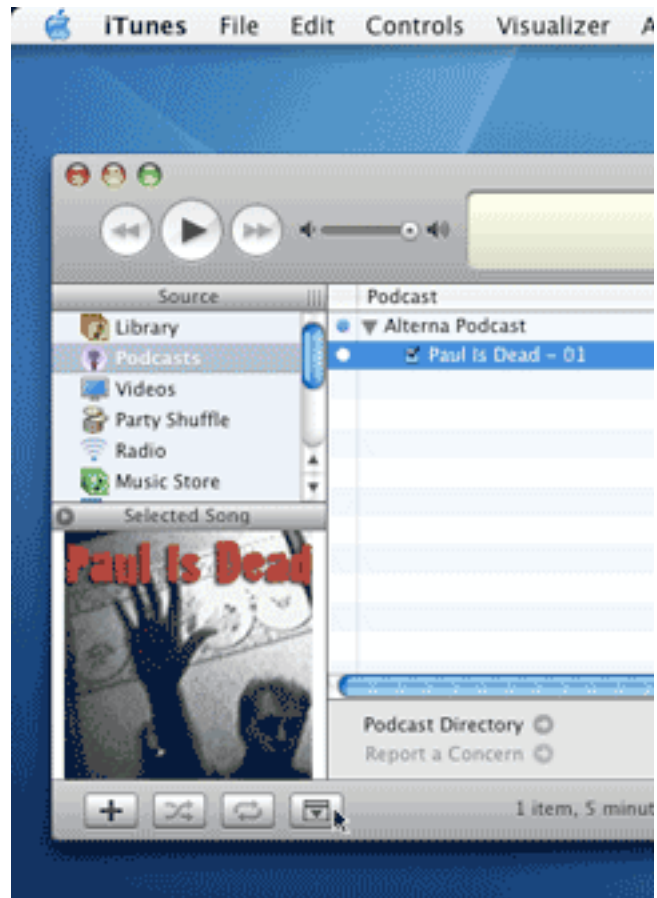 iTunes File Edit Controls Visualizer A
Source
Podcast
Library
Alterna Podcast
Podcasts
Paul Is Dead – 01
Videos
Party Shuffle
Radio
Music Store
Selected Song
Paul Is Dead
Podcast Directory
Report a Concern
1 item, 5 minut